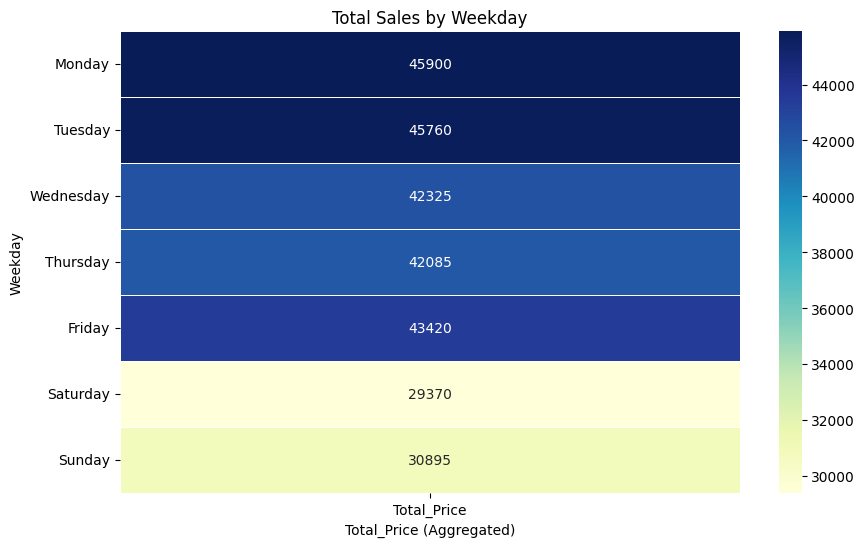 Total Sales by Weekday
Weekday
Monday 45900
Tuesday 45760
Wednesday 42325
Thursday 42085
Friday 43420
Saturday 29370
Sunday 30895
Total_Price
Total_Price (Aggregated)
44000
42000
40000
38000
36000
34000
32000
30000